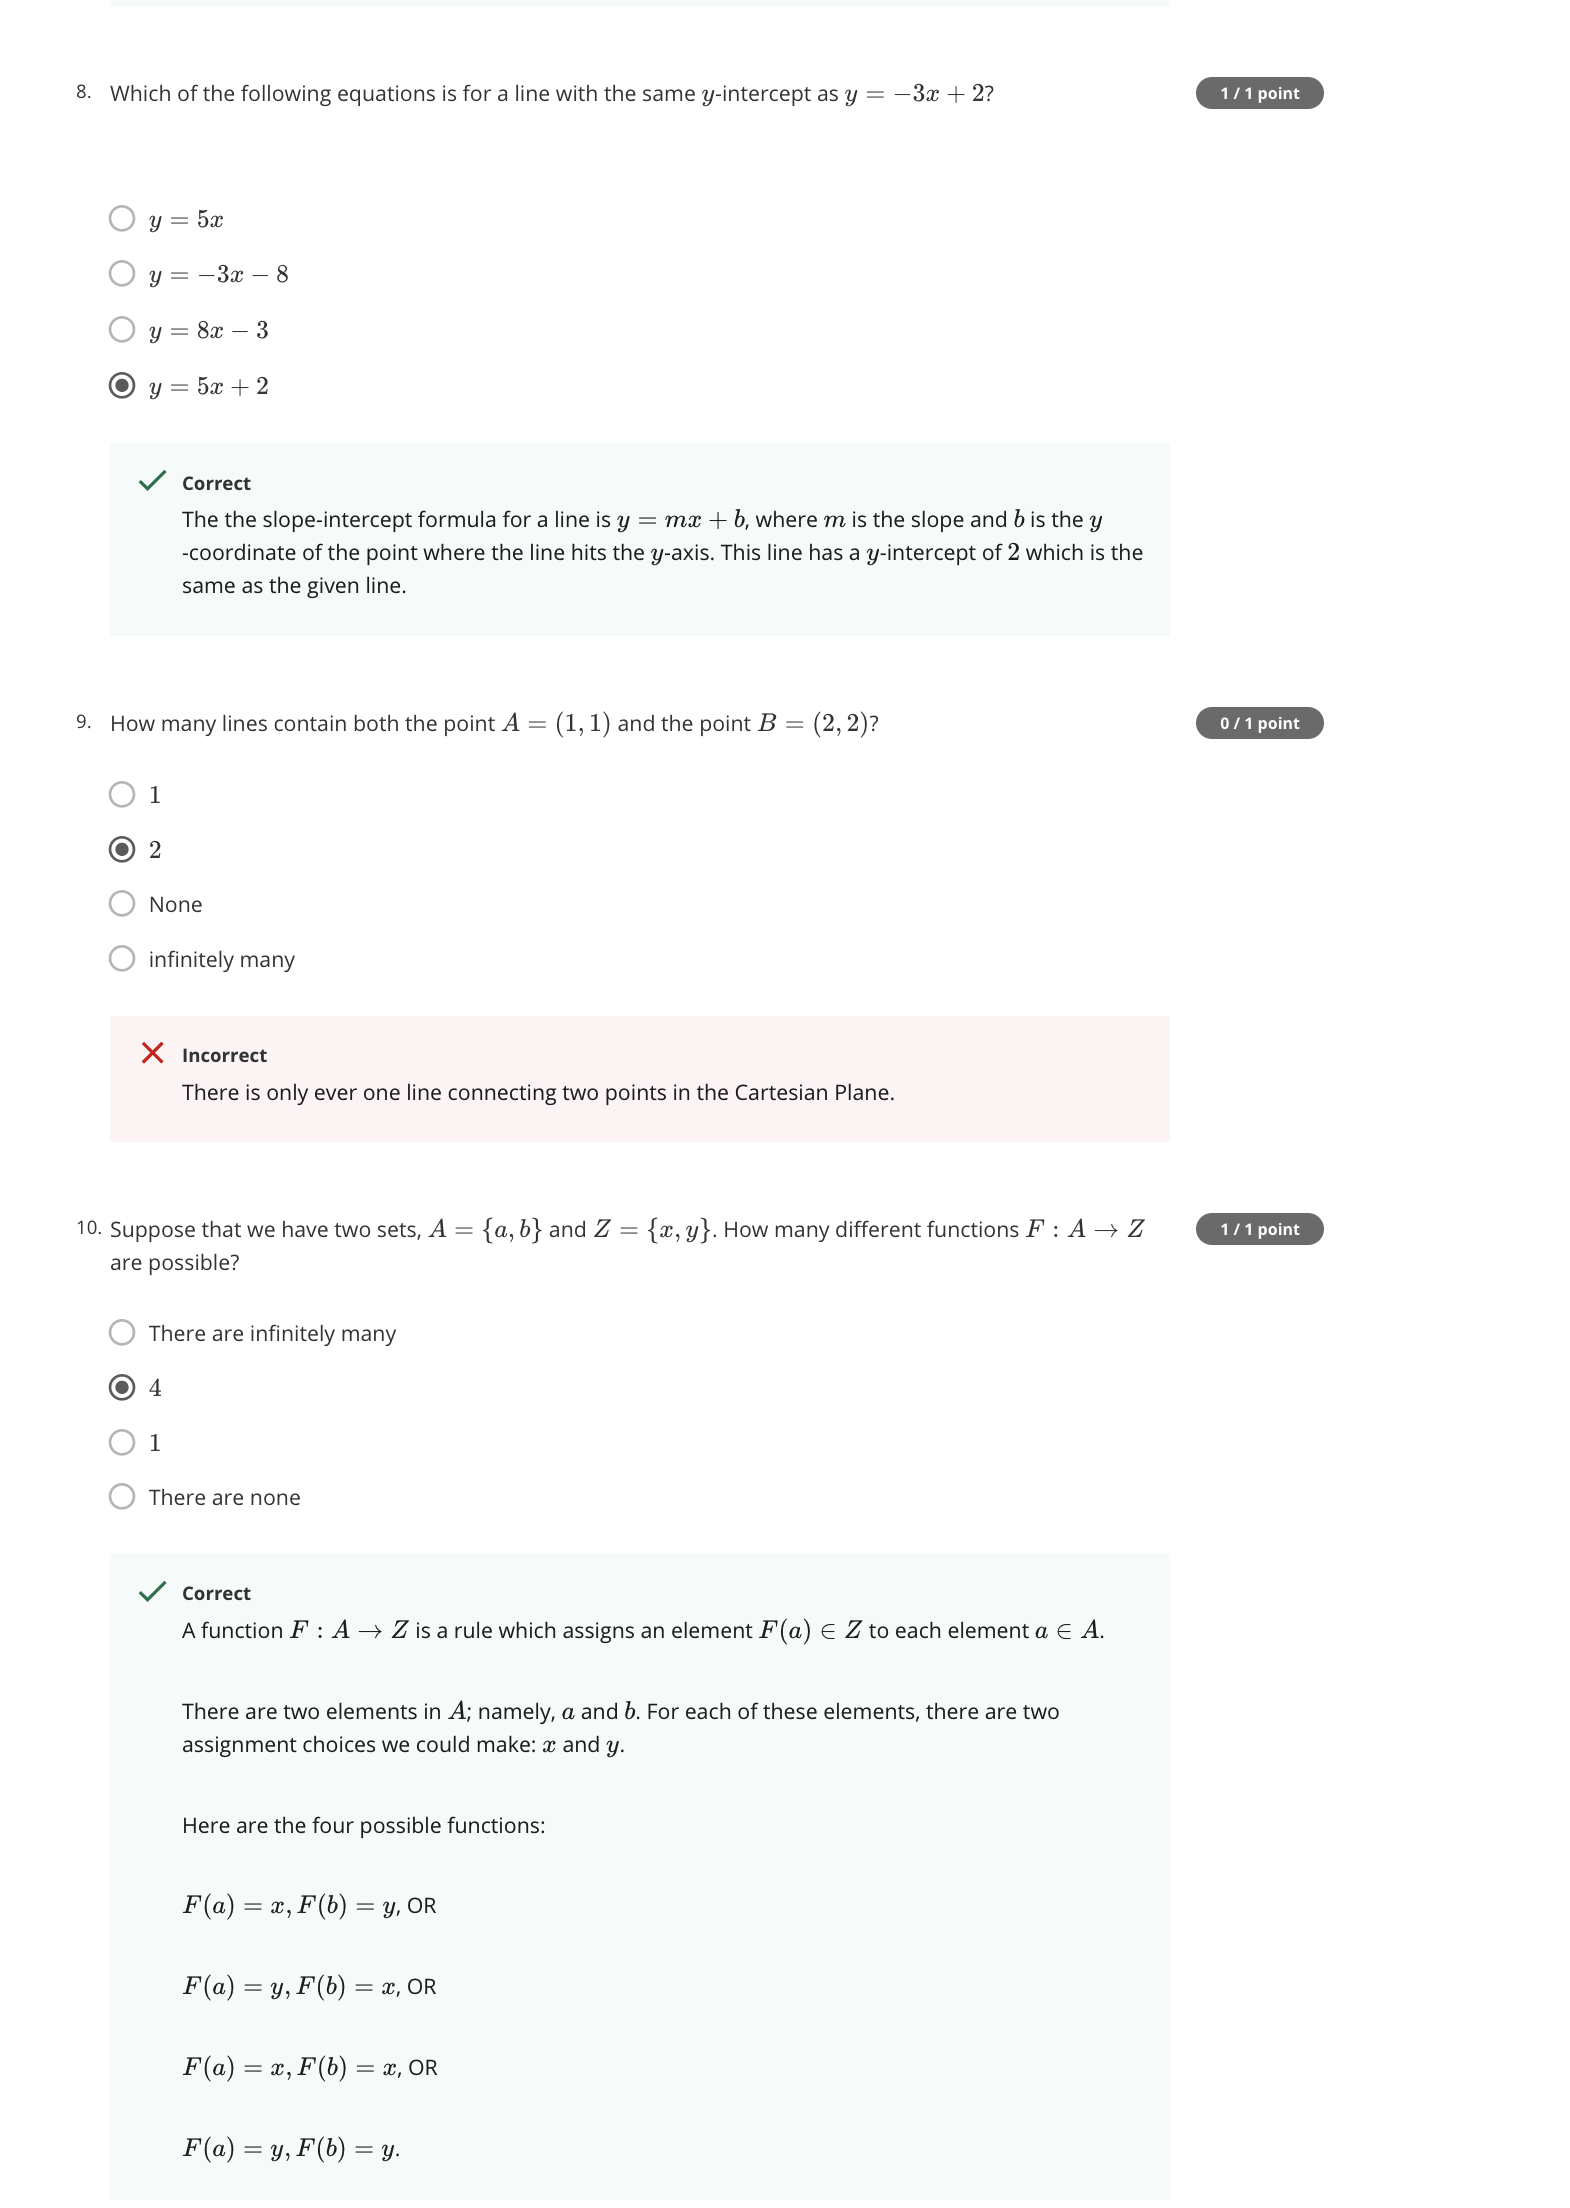 8. Which of the following equations is for a line with the same y-intercept as y = −3x + 2?
1 / 1 point
y = 5x
y = −3x − 8
y = 8x − 3
y = 5x + 2
Correct
The the slope-intercept formula for a line is y = mx + b, where m is the slope and b is the y
-coordinate of the point where the line hits the y-axis. This line has a y-intercept of 2 which is the
same as the given line.
9. How many lines contain both the point A = (1, 1) and the point B = (2, 2)?
0 / 1 point
1
2
None
infinitely many
Incorrect
There is only ever one line connecting two points in the Cartesian Plane.
10. Suppose that we have two sets, A = {a, b} and Z = {x, y}. How many different functions F : A → Z
are possible?
1 / 1 point
There are infinitely many
4
1
There are none
Correct
A function F : A → Z is a rule which assigns an element F(a) ∈ Z to each element a ∈ A.
There are two elements in A; namely, a and b. For each of these elements, there are two
assignment choices we could make: x and y.
Here are the four possible functions:
F(a) = x, F(b) = y, OR
F(a) = y, F(b) = x, OR
F(a) = x, F(b) = x, OR
F(a) = y, F(b) = y.